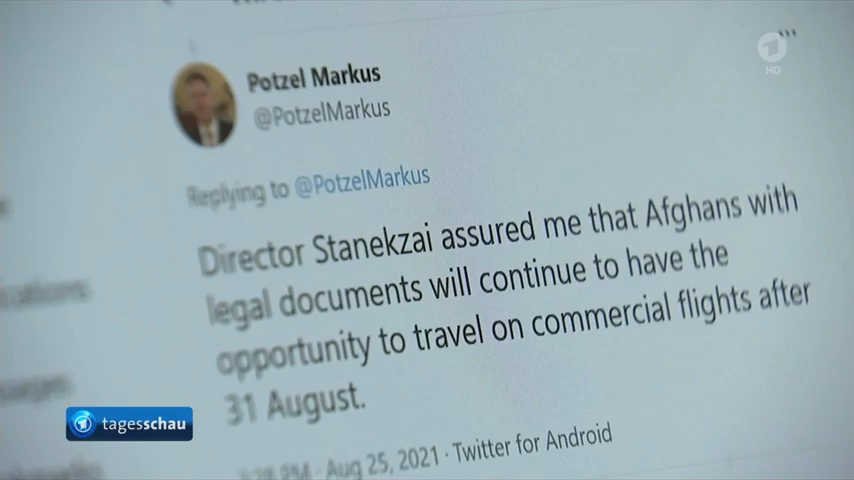 Potzel Markus
@PotzelMarkus
Replying to @PotzelMarkus
Director Stanekzai assured me that Afghans with
legal documents will continue to have the
opportunity to travel on commercial flights after
31 August.
PM · Aug 25, 2021 · Twitter for Android
HD
tagesschau